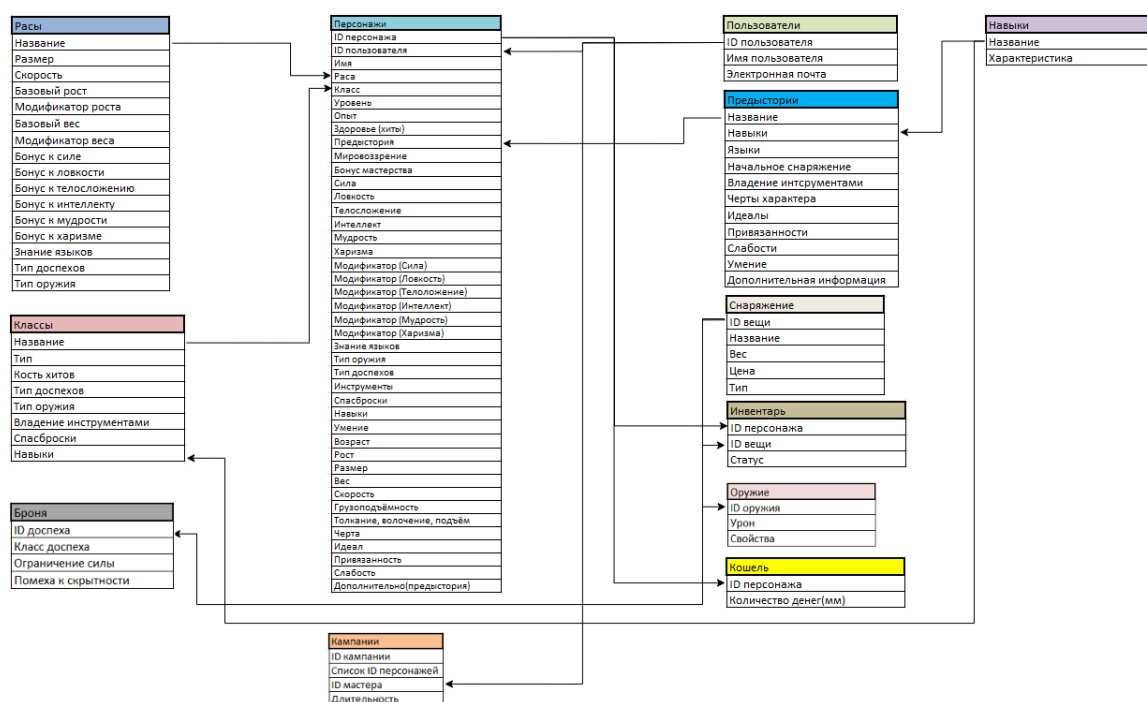 Расы
Название
Размер
Скорость
Базовый рост
Модификатор роста
Базовый вес
Модификатор веса
Бонус к силе
Бонус к ловкости
Бонус к телосложению
Бонус к интеллекту
Бонус к мудрости
Бонус к харизме
Знание языков
Тип доспехов
Тип оружия
Классы
Название
Тип
Кость хитов
Тип доспехов
Тип оружия
Владение инструментами
Спасброски
Навыки
Броня
ID доспеха
Класс доспеха
Ограничение силы
Помеха к скрытности
Персонажи
ID персонажа
ID пользователя
Имя
Раса
Класс
Уровень
Опыт
Здоровье (хиты)
Предыстория
Мировоззрение
Бонус мастерства
Сила
Ловкость
Телосложение
Интеллект
Мудрость
Харизма
Модификатор (Сила)
Модификатор (Ловкость)
Модификатор (Телоложение)
Модификатор (Интеллект)
Модификатор (Мудрость)
Модификатор (Харизма)
Знание языков
Тип оружия
Тип доспехов
Инструменты
Спасброски
Навыки
Умение
Возраст
Рост
Размер
Вес
Скорость
Грузоподъёмность
Толкание, волочение, подъём
Черта
Идеал
Привязанность
Слабость
Дополнительно(предыстория)
Кампании
ID кампании
Список ID персонажей
ID мастера
Длительность
Пользователи
ID пользователя
Имя пользователя
Электронная почта
Предыстории
Название
Навыки
Языки
Начальное снаряжение
Владение интсрументами
Черты характера
Идеалы
Привязанности
Слабости
Умение
Дополнительная информация
Снаряжение
ID вещи
Название
Вес
Цена
Тип
Инвентарь
ID персонажа
ID вещи
Статус
Оружие
ID оружия
Урон
Свойства
Кошель
ID персонажа
Количество денег(мм)
Навыки
Название
Характеристика